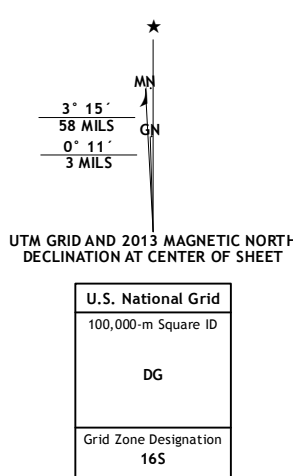 ★
MN
3° 15´
58 MILS
GN
0° 11´
3 MILS
UTM GRID AND 2013 MAGNETIC NORTH
DECLINATION AT CENTER OF SHEET
U.S. National Grid
100,000-m Square ID
DG
Grid Zone Designation
16S